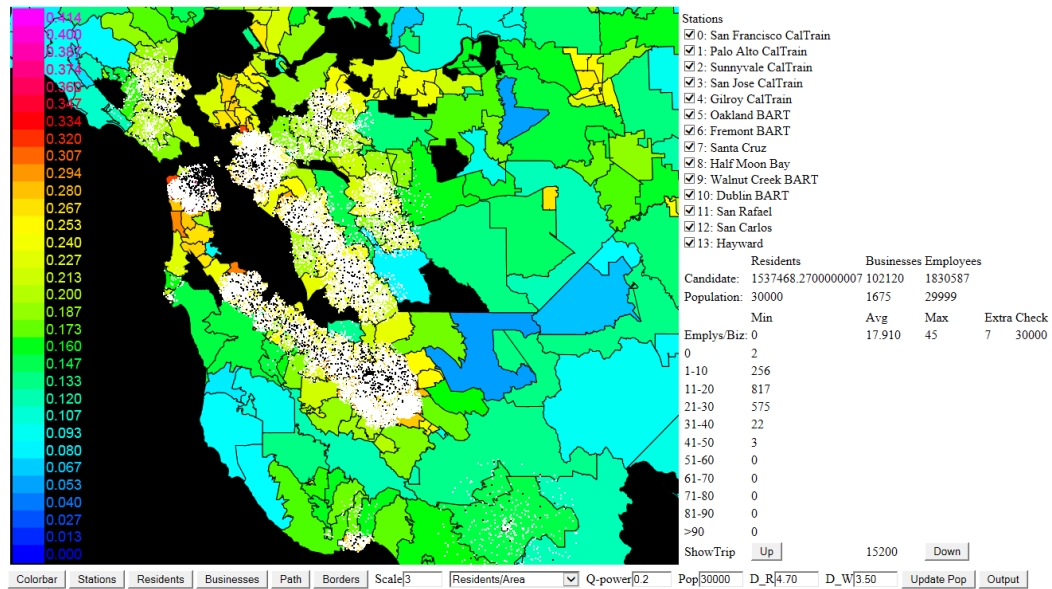 0.414
0.400
0.387
0.374
0.360
0.347
0.334
0.320
0.307
0.294
0.280
0.267
0.253
0.240
0.227
0.213
0.200
0.187
0.173
0.160
0.147
0.133
0.120
0.107
0.093
0.080
0.067
0.053
0.040
0.027
0.013
0.000
Stations
0: San Francisco CalTrain
1: Palo Alto CalTrain
2: Sunnyvale CalTrain
3: San Jose CalTrain
4: Gilroy CalTrain
5: Oakland BART
6: Fremont BART
7: Santa Cruz
8: Half Moon Bay
9: Walnut Creek BART
10: Dublin BART
11: San Rafael
12: San Carlos
13: Hayward
Residents Businesses Employees
Candidate: 1537468.2700000007 102120 1830587
Population: 30000 1675 29999
Min Avg Max Extra Check
Emplys/Biz: 0 17.910 45 7 30000
0 2
1-10 256
11-20 817
21-30 575
31-40 22
41-50 3
51-60 0
61-70 0
71-80 0
81-90 0
>90 0
ShowTrip Up 15200 Down
Colorbar Stations Residents Businesses Path Borders Scale 3 Residents/Area Q-power 0.2 Pop 30000 D_R 4.70 D_W 3.50 Update Pop Output